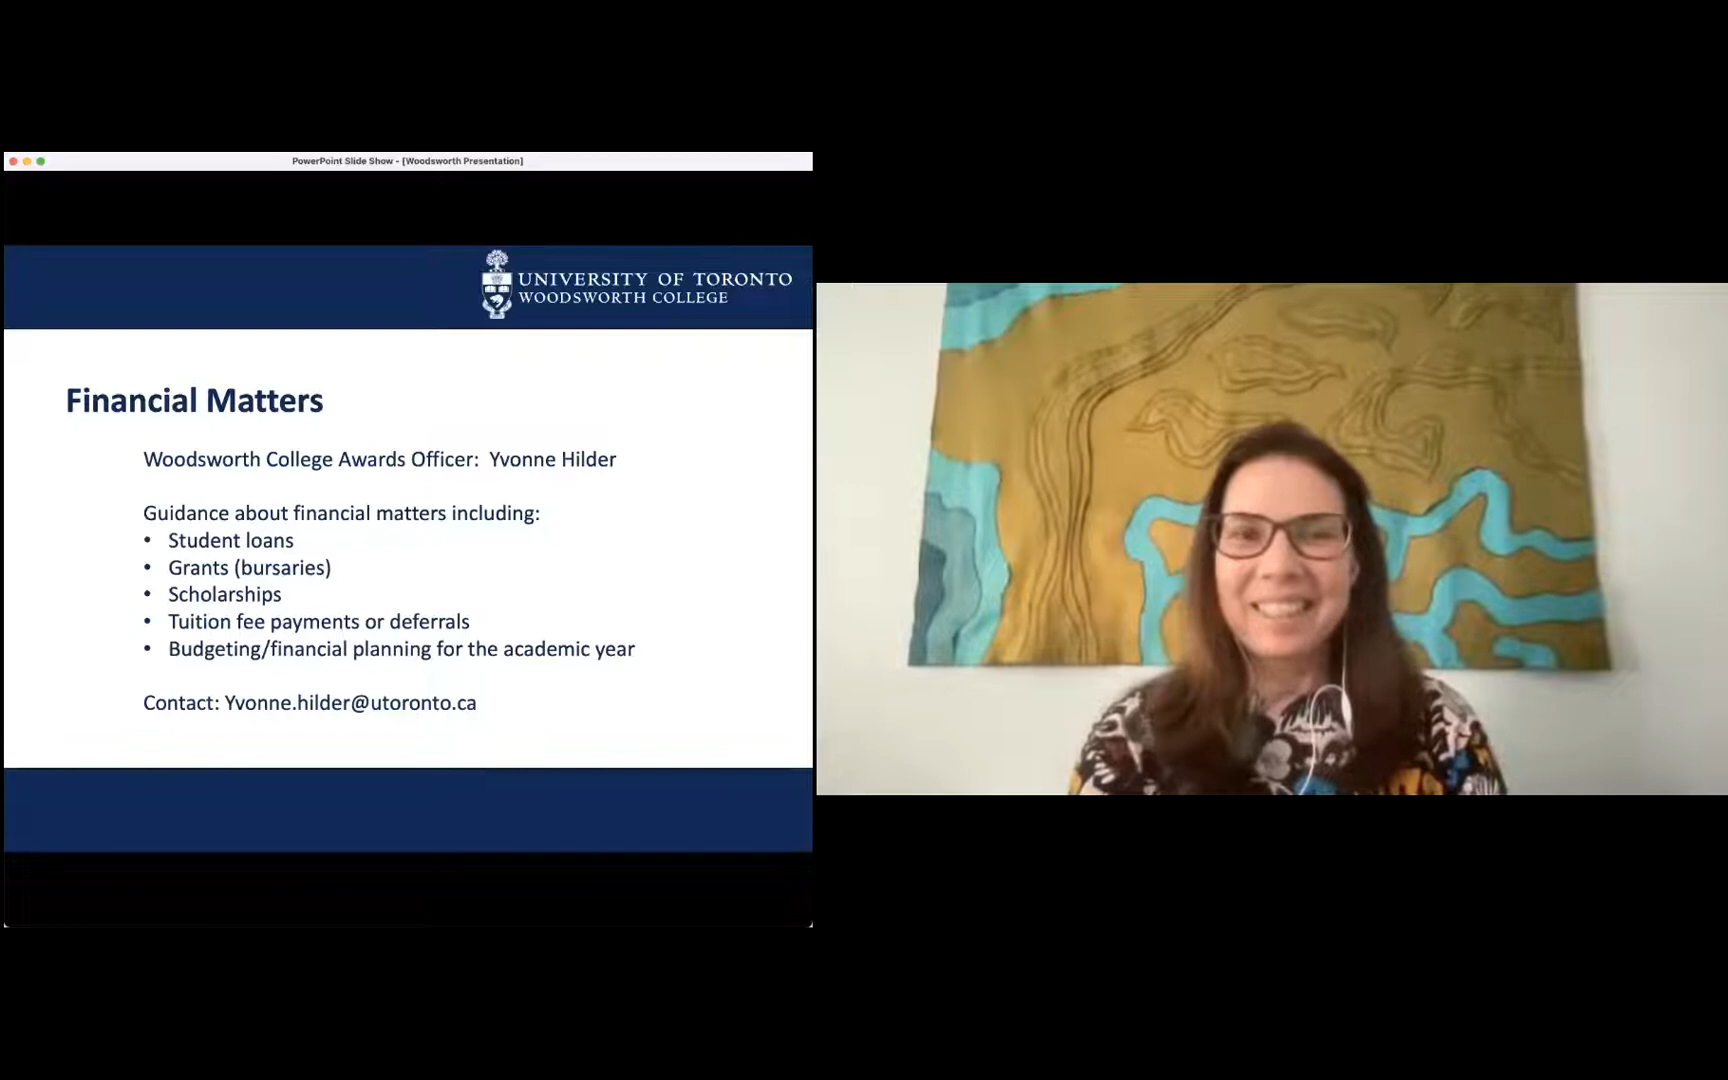 PowerPoint Slide Show - [Woodsworth Presentation]
UNIVERSITY OF TORONTO
WOODSWORTH COLLEGE
Financial Matters
Woodsworth College Awards Officer:  Yvonne Hilder
Guidance about financial matters including:
• Student loans
• Grants (bursaries)
• Scholarships
• Tuition fee payments or deferrals
• Budgeting/financial planning for the academic year
Contact: Yvonne.hilder@utoronto.ca